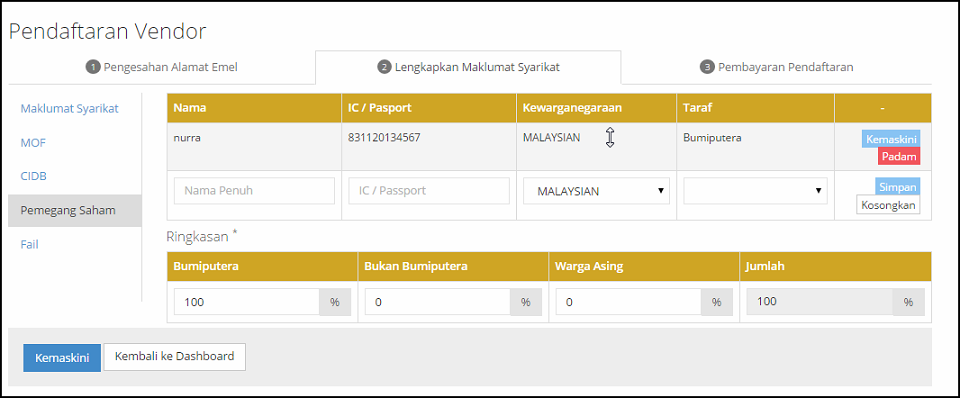 Pendaftaran Vendor
1 Pengesahan Alamat Emel 2 Lengkapkan Maklumat Syarikat 3 Pembayaran Pendaftaran
Maklumat Syarikat
MOF
CIDB
Pemegang Saham
Fail
Nama IC / Pasport Kewarganegaraan Taraf -
nurra 831120134567 MALAYSIAN Bumiputera Kemaskini
Padam
Nama Penuh IC / Passport MALAYSIAN Simpan
Kosongkan
Ringkasan *
Bumiputera Bukan Bumiputera Warga Asing Jumlah
100 % 0 % 0 % 100 %
Kemaskini Kembali ke Dashboard